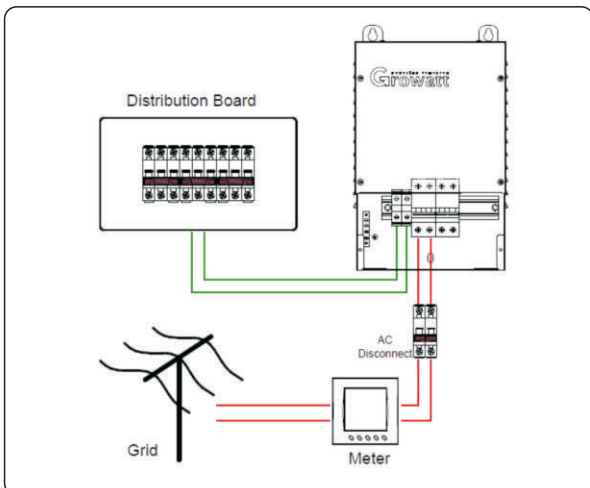 Growatt
Distribution Board
AC
Disconnect
Grid
Meter